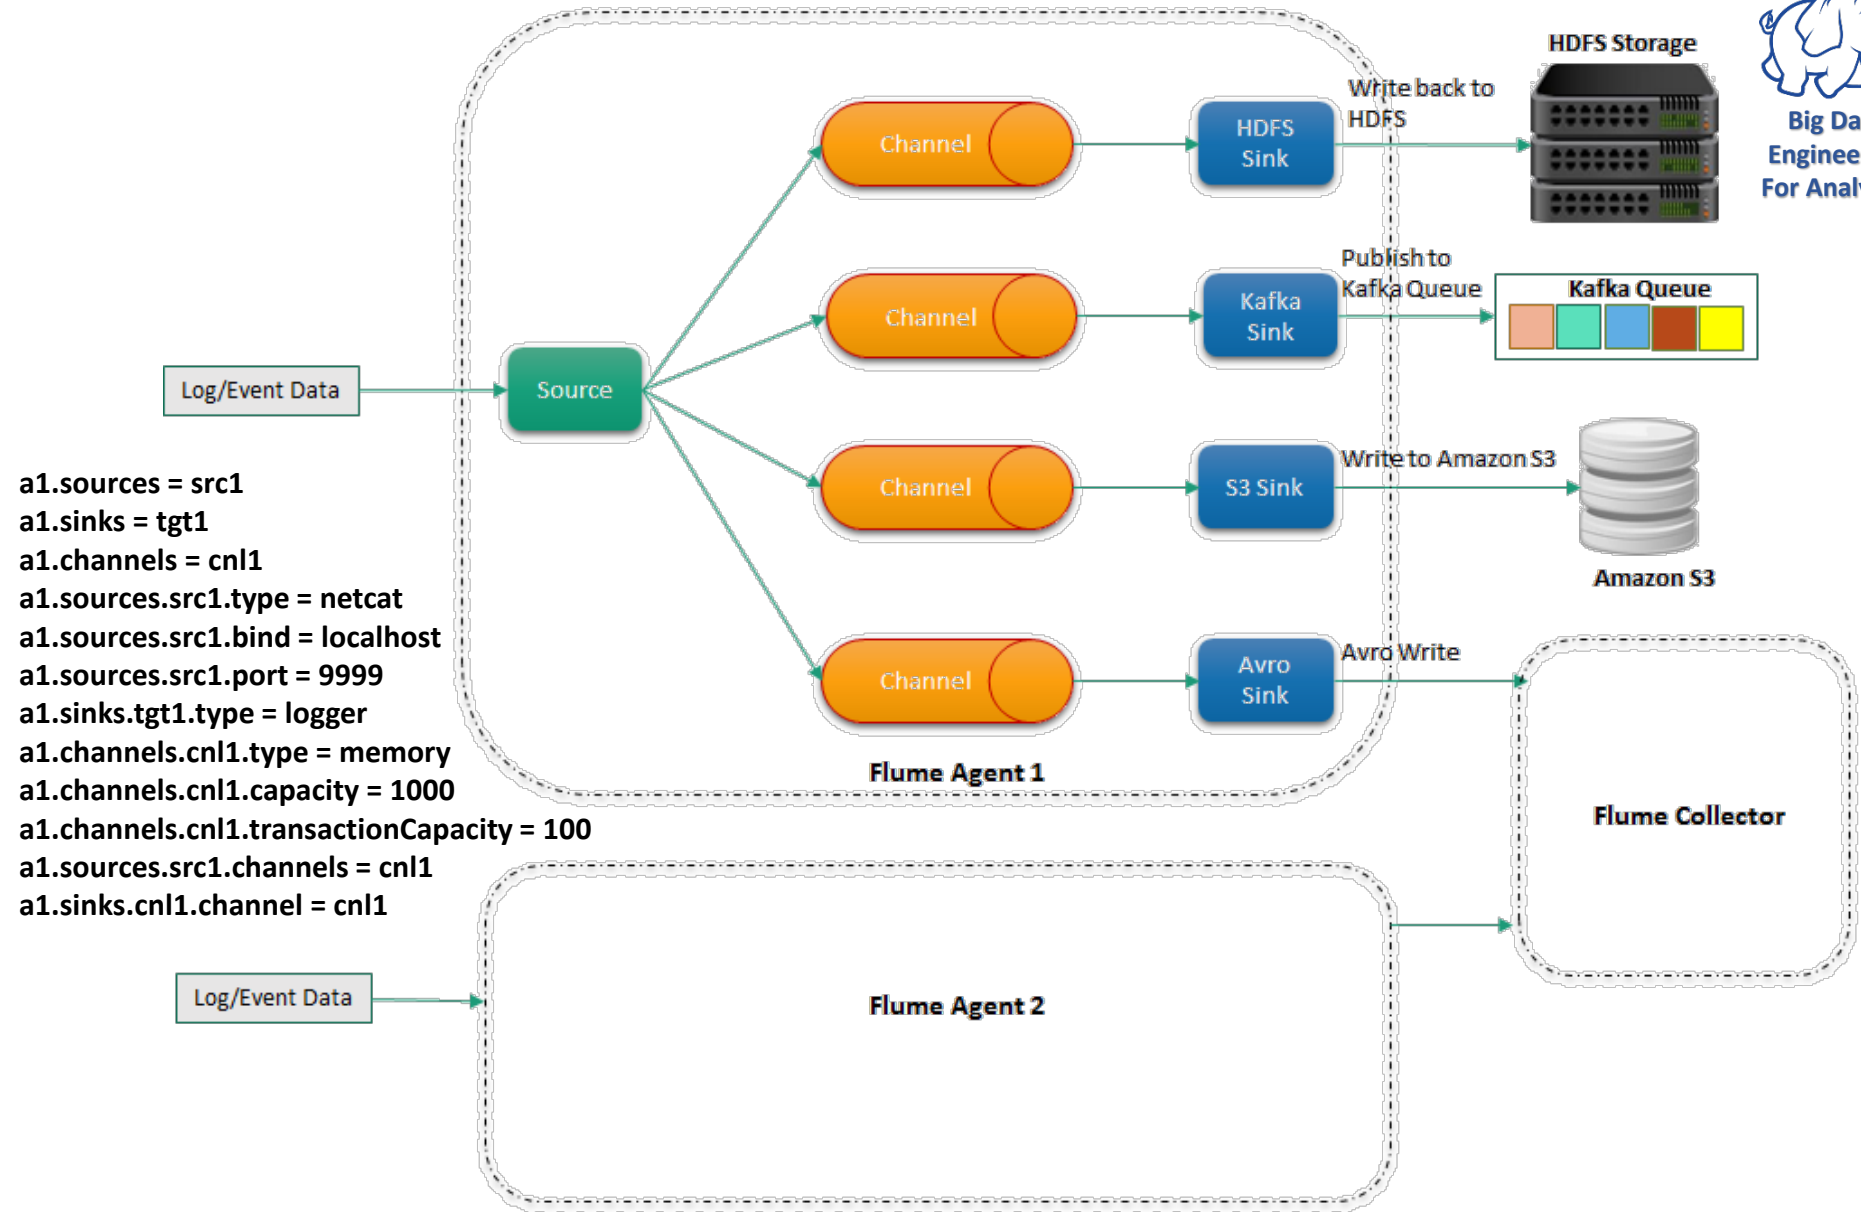 HDFS Storage
Write back to
HDFS
Channel
HDFS
Sink
Big Da
Enginee
For Analy
Publish to
Kafka Queue
Channel
Kafka
Sink
Kafka Queue
Log/Event Data
Source
Channel
S3 Sink
Write to Amazon S3
Amazon S3
a1.sources = src1
a1.sinks = tgt1
a1.channels = cnl1
a1.sources.src1.type = netcat
a1.sources.src1.bind = localhost
a1.sources.src1.port = 9999
a1.sinks.tgt1.type = logger
a1.channels.cnl1.type = memory
a1.channels.cnl1.capacity = 1000
a1.channels.cnl1.transactionCapacity = 100
a1.sources.src1.channels = cnl1
a1.sinks.cnl1.channel = cnl1
Channel
Avro
Sink
Avro Write
Flume Agent 1
Flume Collector
Log/Event Data
Flume Agent 2